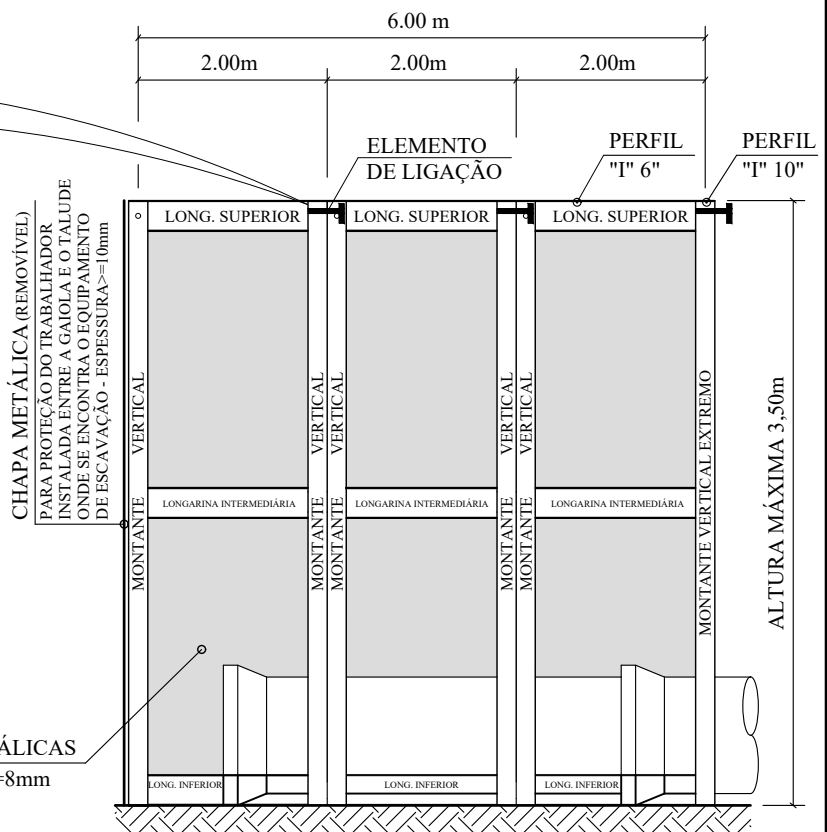 6.00 m
2.00m
2.00m
2.00m
ELEMENTO
DE LIGAÇÃO
PERFIL
"I" 6"
PERFIL
"I" 10"
LONG. SUPERIOR
LONG. SUPERIOR
LONG. SUPERIOR
CHAPA METÁLICA (REMOVÍVEL)
PARA PROTEÇÃO DO TRABALHADOR
INSTALADA ENTRE A GAIOLA E O TALUDE
ONDE SE ENCONTRA O EQUIPAMENTO
DE ESCAVAÇÃO - ESPESSURA>=10mm
MONTANTE VERTICAL
MONTANTE VERTICAL
MONTANTE VERTICAL
MONTANTE VERTICAL
MONTANTE VERTICAL
MONTANTE VERTICAL EXTREMO
ALTURA MÁXIMA 3,50m
LONGARINA INTERMEDIÁRIA
LONGARINA INTERMEDIÁRIA
LONGARINA INTERMEDIÁRIA
ÁLICAS
=8mm
LONG. INFERIOR
LONG. INFERIOR
LONG. INFERIOR